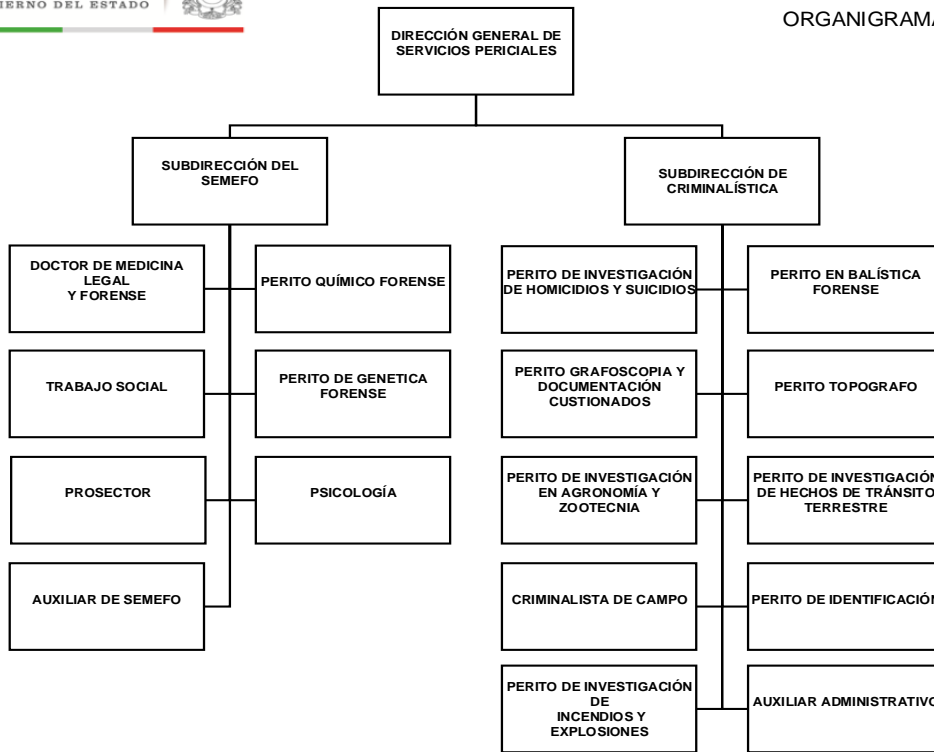 IERNO DEL ESTADO
ORGANIGRAMA
DIRECCIÓN GENERAL DE
SERVICIOS PERICIALES
SUBDIRECCIÓN DEL
SEMEFO
SUBDIRECCIÓN DE
CRIMINALÍSTICA
DOCTOR DE MEDICINA
LEGAL
Y FORENSE
PERITO QUÍMICO FORENSE
PERITO DE INVESTIGACIÓN
DE HOMICIDIOS Y SUICIDIOS
PERITO EN BALÍSTICA
FORENSE
TRABAJO SOCIAL
PERITO DE GENETICA
FORENSE
PERITO GRAFOSCOPIA Y
DOCUMENTACIÓN
CUSTIONADOS
PERITO TOPOGRAFO
PROSECTOR
PSICOLOGÍA
PERITO DE INVESTIGACIÓN
EN AGRONOMÍA Y
ZOOTECNIA
PERITO DE INVESTIGACIÓN
DE HECHOS DE TRÁNSITO
TERRESTRE
AUXILIAR DE SEMEFO
CRIMINALISTA DE CAMPO
PERITO DE IDENTIFICACIÓN
PERITO DE INVESTIGACIÓN
DE
INCENDIOS Y
EXPLOSIONES
AUXILIAR ADMINISTRATIVO